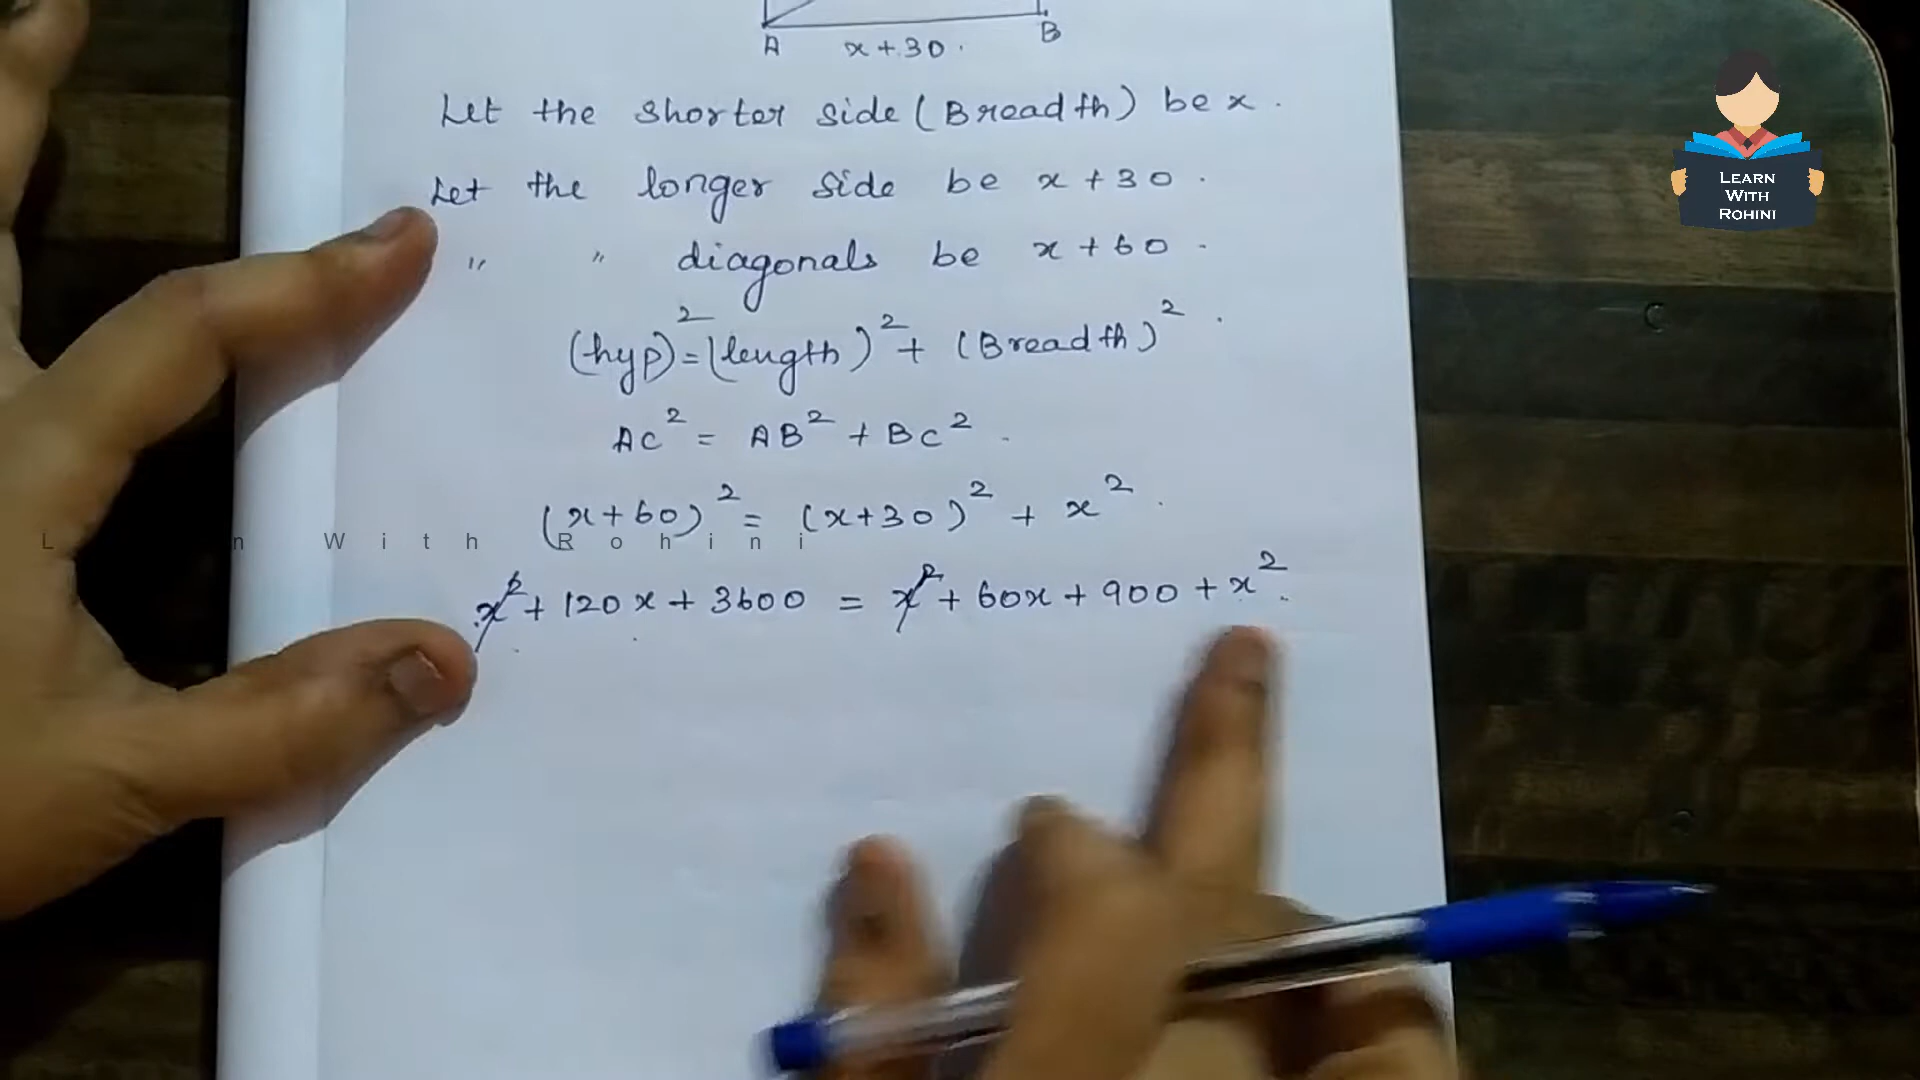 A x+30. B
Let the shorter side (Breadth) be x.
Let the longer side be x+30.
" " diagonals be x+60.
(hyp)² = (length)² + (Breadth)².
AC² = AB² + BC².
(x+60)² = (x+30)² + x².
x² + 120x + 3600 = x² + 60x + 900 + x².
LEARN
WITH
ROHINI
L n With Rohini